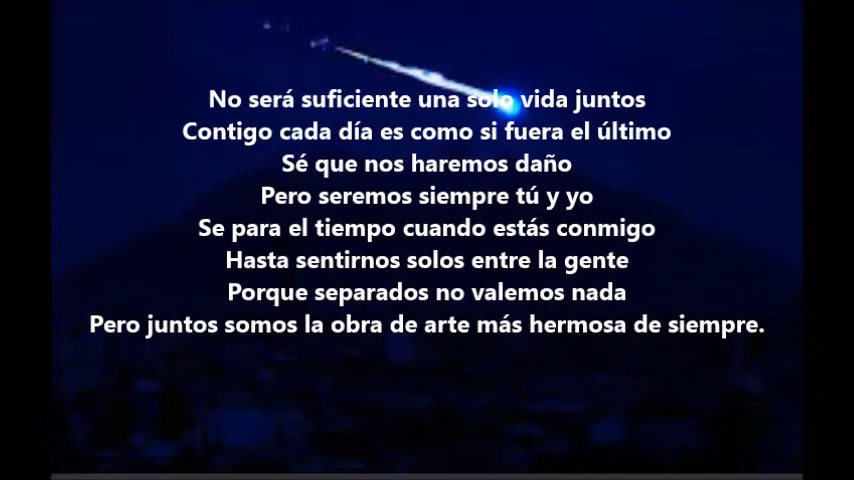 No será suficiente una solo vida juntos
Contigo cada día es como si fuera el último
Sé que nos haremos daño
Pero seremos siempre tú y yo
Se para el tiempo cuando estás conmigo
Hasta sentirnos solos entre la gente
Porque separados no valemos nada
Pero juntos somos la obra de arte más hermosa de siempre.